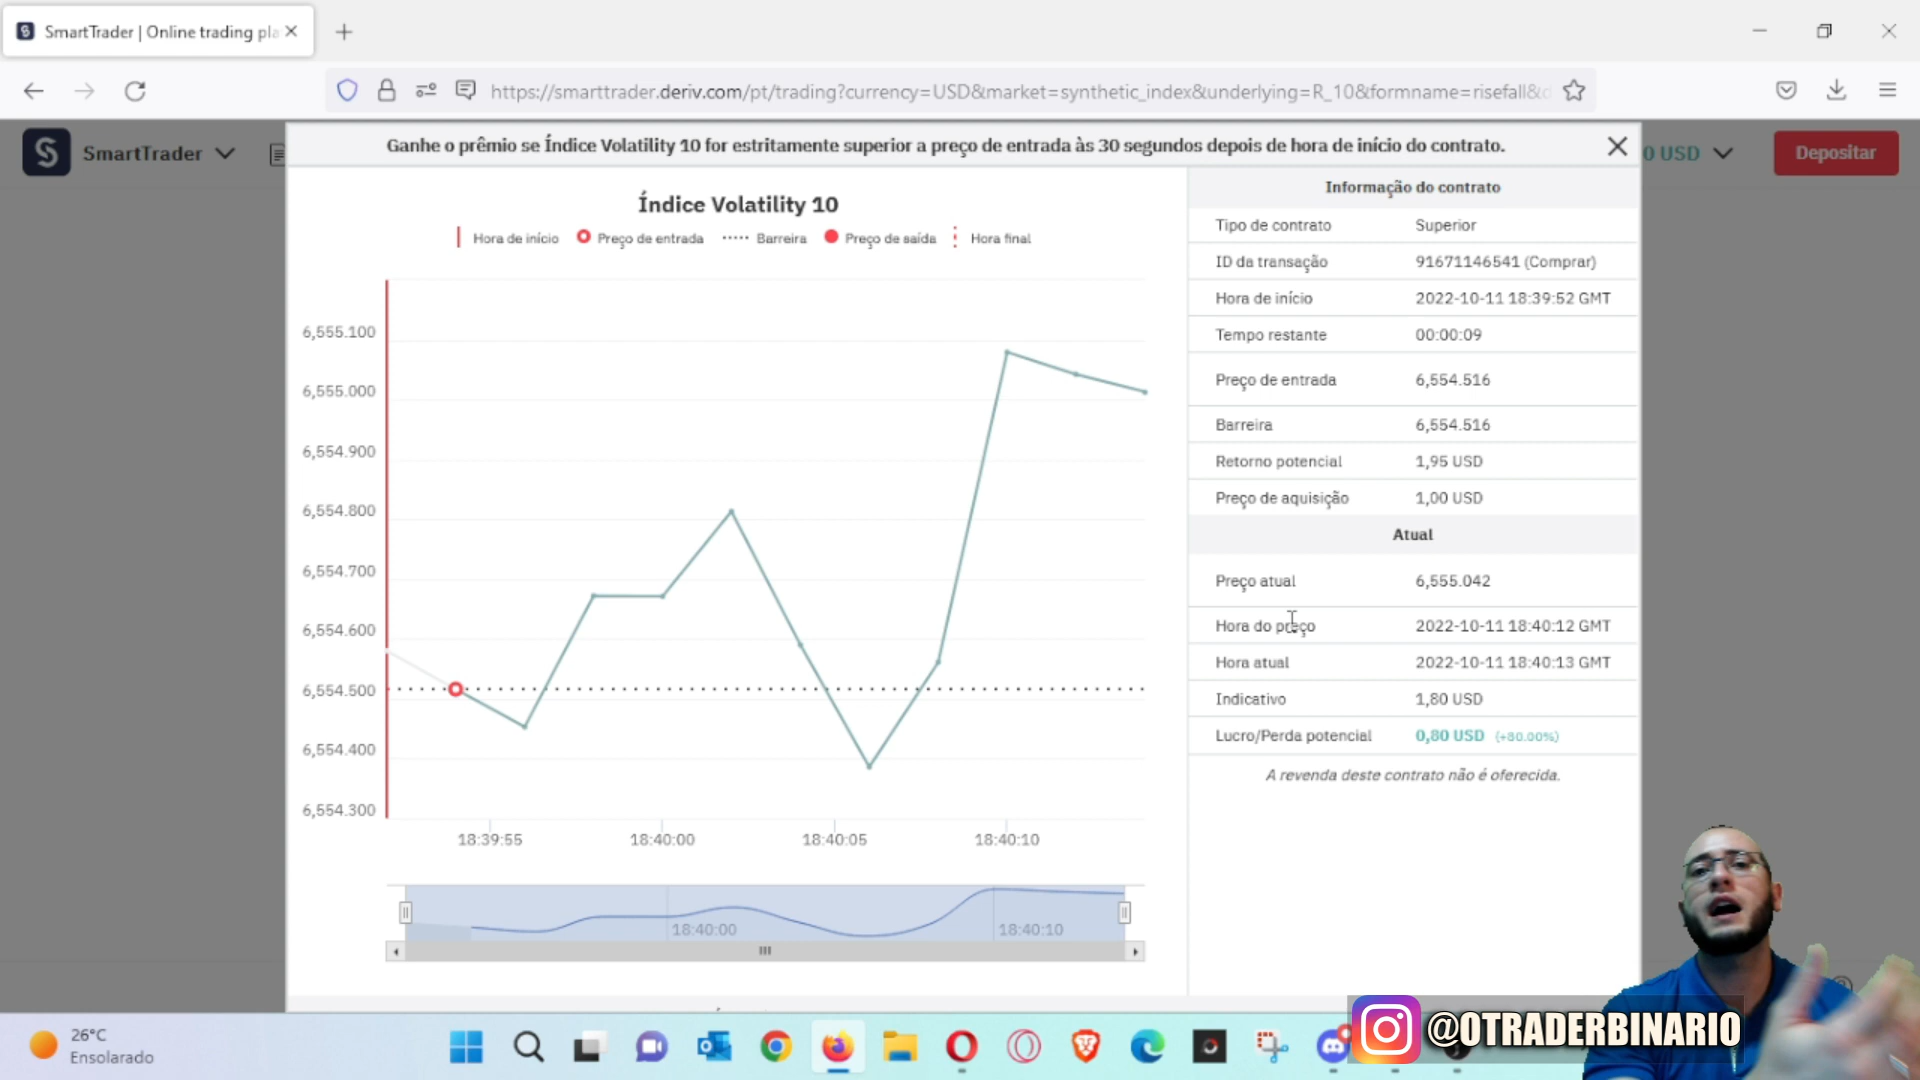 SmartTrader | Online trading pla
https://smarttrader.deriv.com/pt/trading?currency=USD&market=synthetic_index&underlying=R_10&formname=risefall&d
SmartTrader
0 USD
Depositar
Ganhe o prêmio se Índice Volatility 10 for estritamente superior a preço de entrada às 30 segundos depois de hora de início do contrato.
Índice Volatility 10
Hora de início
Preço de entrada
Barreira
Preço de saída
Hora final
6,555.100
6,555.000
6,554.900
6,554.800
6,554.700
6,554.600
6,554.500
6,554.400
6,554.300
18:39:55
18:40:00
18:40:05
18:40:10
18:40:00
18:40:10
Informação do contrato
Tipo de contrato Superior
ID da transação 91671146541 (Comprar)
Hora de início 2022-10-11 18:39:52 GMT
Tempo restante 00:00:09
Preço de entrada 6,554.516
Barreira 6,554.516
Retorno potencial 1,95 USD
Preço de aquisição 1,00 USD
Atual
Preço atual 6,555.042
Hora do preço 2022-10-11 18:40:12 GMT
Hora atual 2022-10-11 18:40:13 GMT
Indicativo 1,80 USD
Lucro/Perda potencial 0,80 USD (+80.00%)
A revenda deste contrato não é oferecida.
26°C
Ensolarado
@OTRADERBINARIO